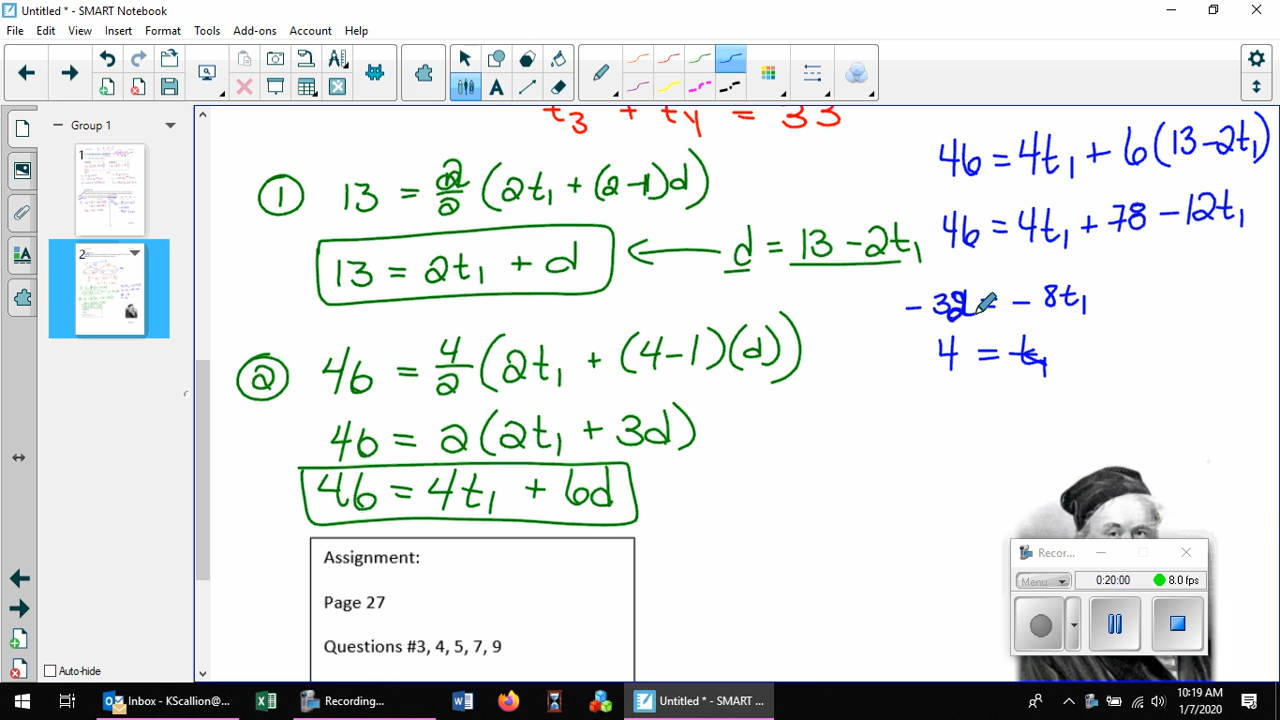 Untitled * - SMART Notebook
File Edit View Insert Format Tools Add-ons Account Help
Group 1
1
2
Auto-hide
t3 + t4 = 33
① 13 = 2/2 (2t₁ + (2-1)d)
13 = 2t₁ + d ← d = 13 - 2t₁
② 46 = 4/2 (2t₁ + (4-1)(d))
46 = 2(2t₁ + 3d)
46 = 4t₁ + 6d
46 = 4t₁ + 6(13-2t₁)
46 = 4t₁ + 78 - 12t₁
-32 = -8t₁
4 = t₁
Assignment:
Page 27
Questions #3, 4, 5, 7, 9
Recor...
Menu 0:20:00 8.0 fps
Inbox - KScallion@... Recording... Untitled * - SMART ...
10:19 AM
1/7/2020